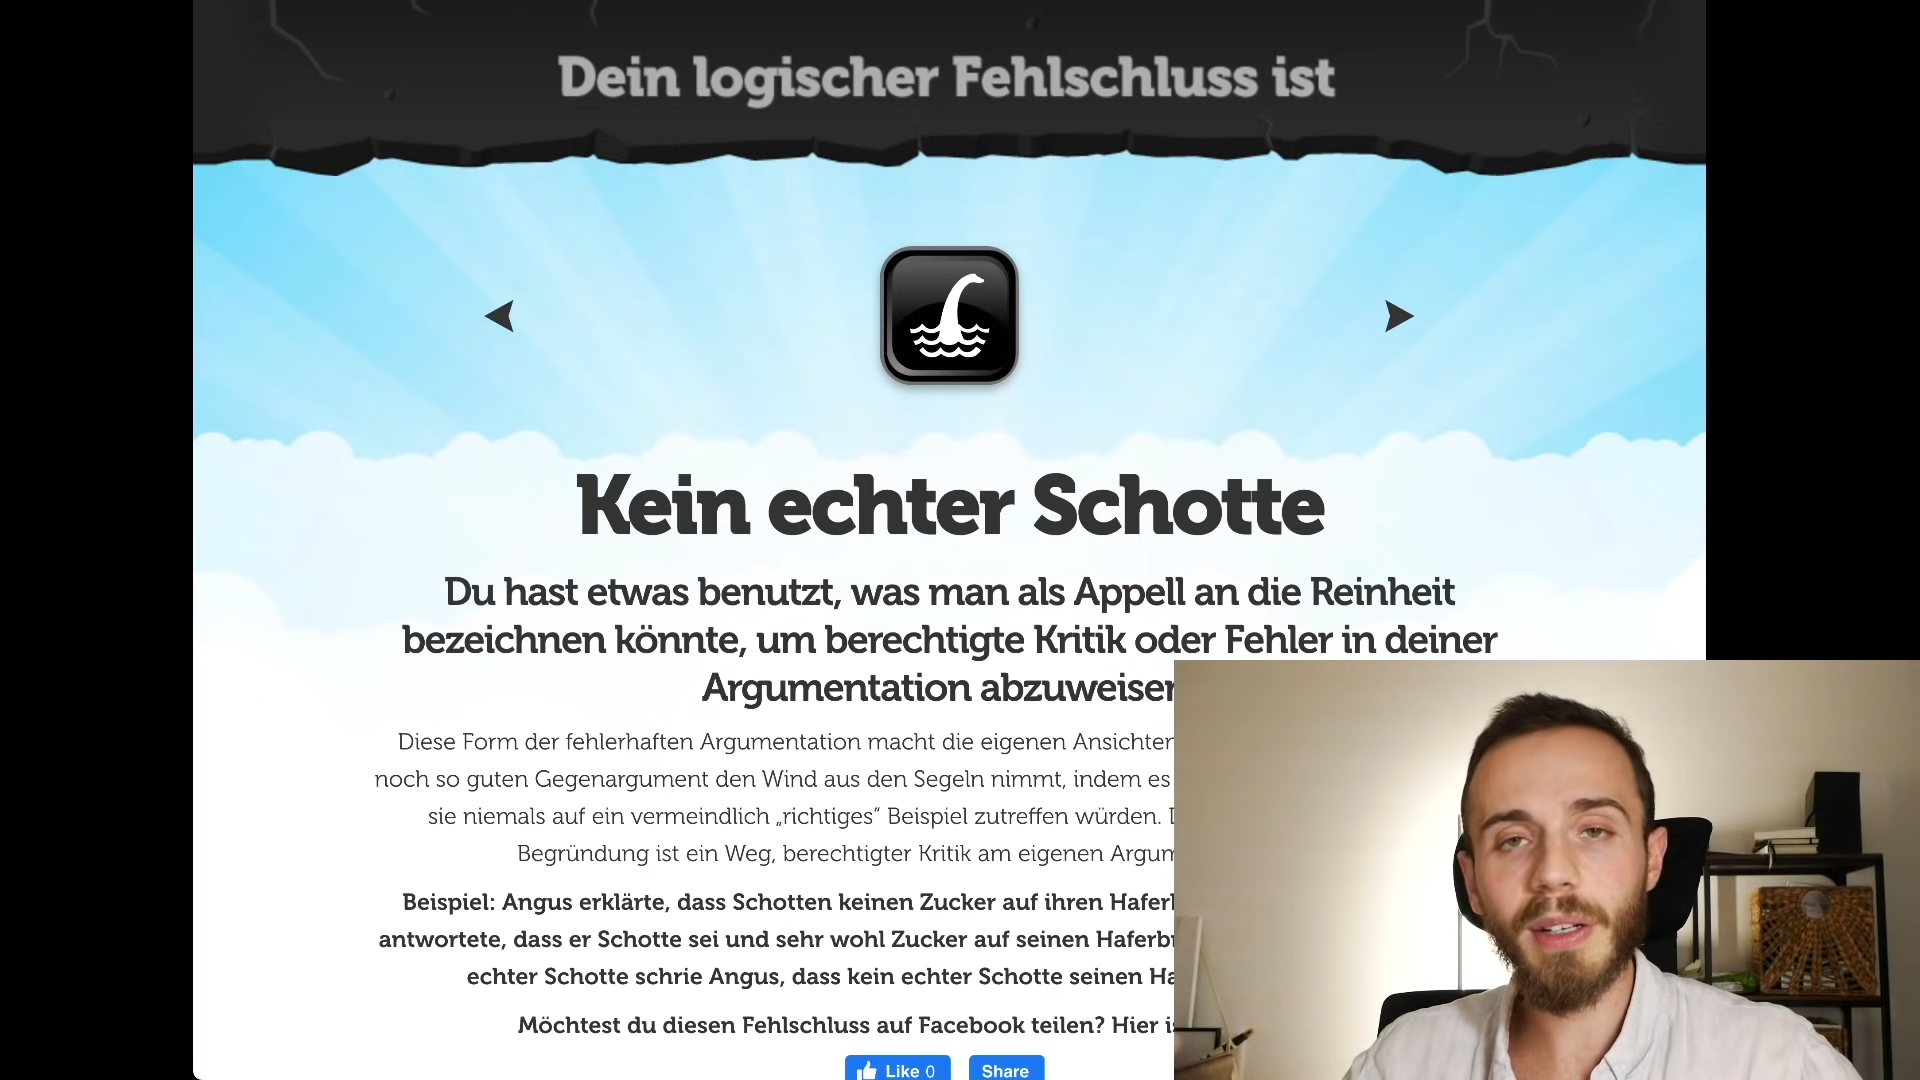 Dein logischer Fehlschluss ist
Kein echter Schotte
Du hast etwas benutzt, was man als Appell an die Reinheit
bezeichnen könnte, um berechtigte Kritik oder Fehler in deiner
Argumentation
Diese Form der fehlerhaften Argumentation macht die eigenen Ansichten
noch so guten Gegenargument den Wind aus den Segeln nimmt, indem es
sie niemals auf ein vermeindlich „richtiges“ Beispiel zutreffen würden.
Begründung ist ein Weg, berechtigter Kritik am eigenen
Beispiel: Angus erklärte, dass Schotten keinen Zucker auf ihren
antwortete, dass er Schotte sei und sehr wohl Zucker auf seinen
echter Schotte schrie Angus, dass kein echter Schotte seinen
Möchtest du diesen Fehlschluss auf Facebook teilen? Hier
Like 0 Share